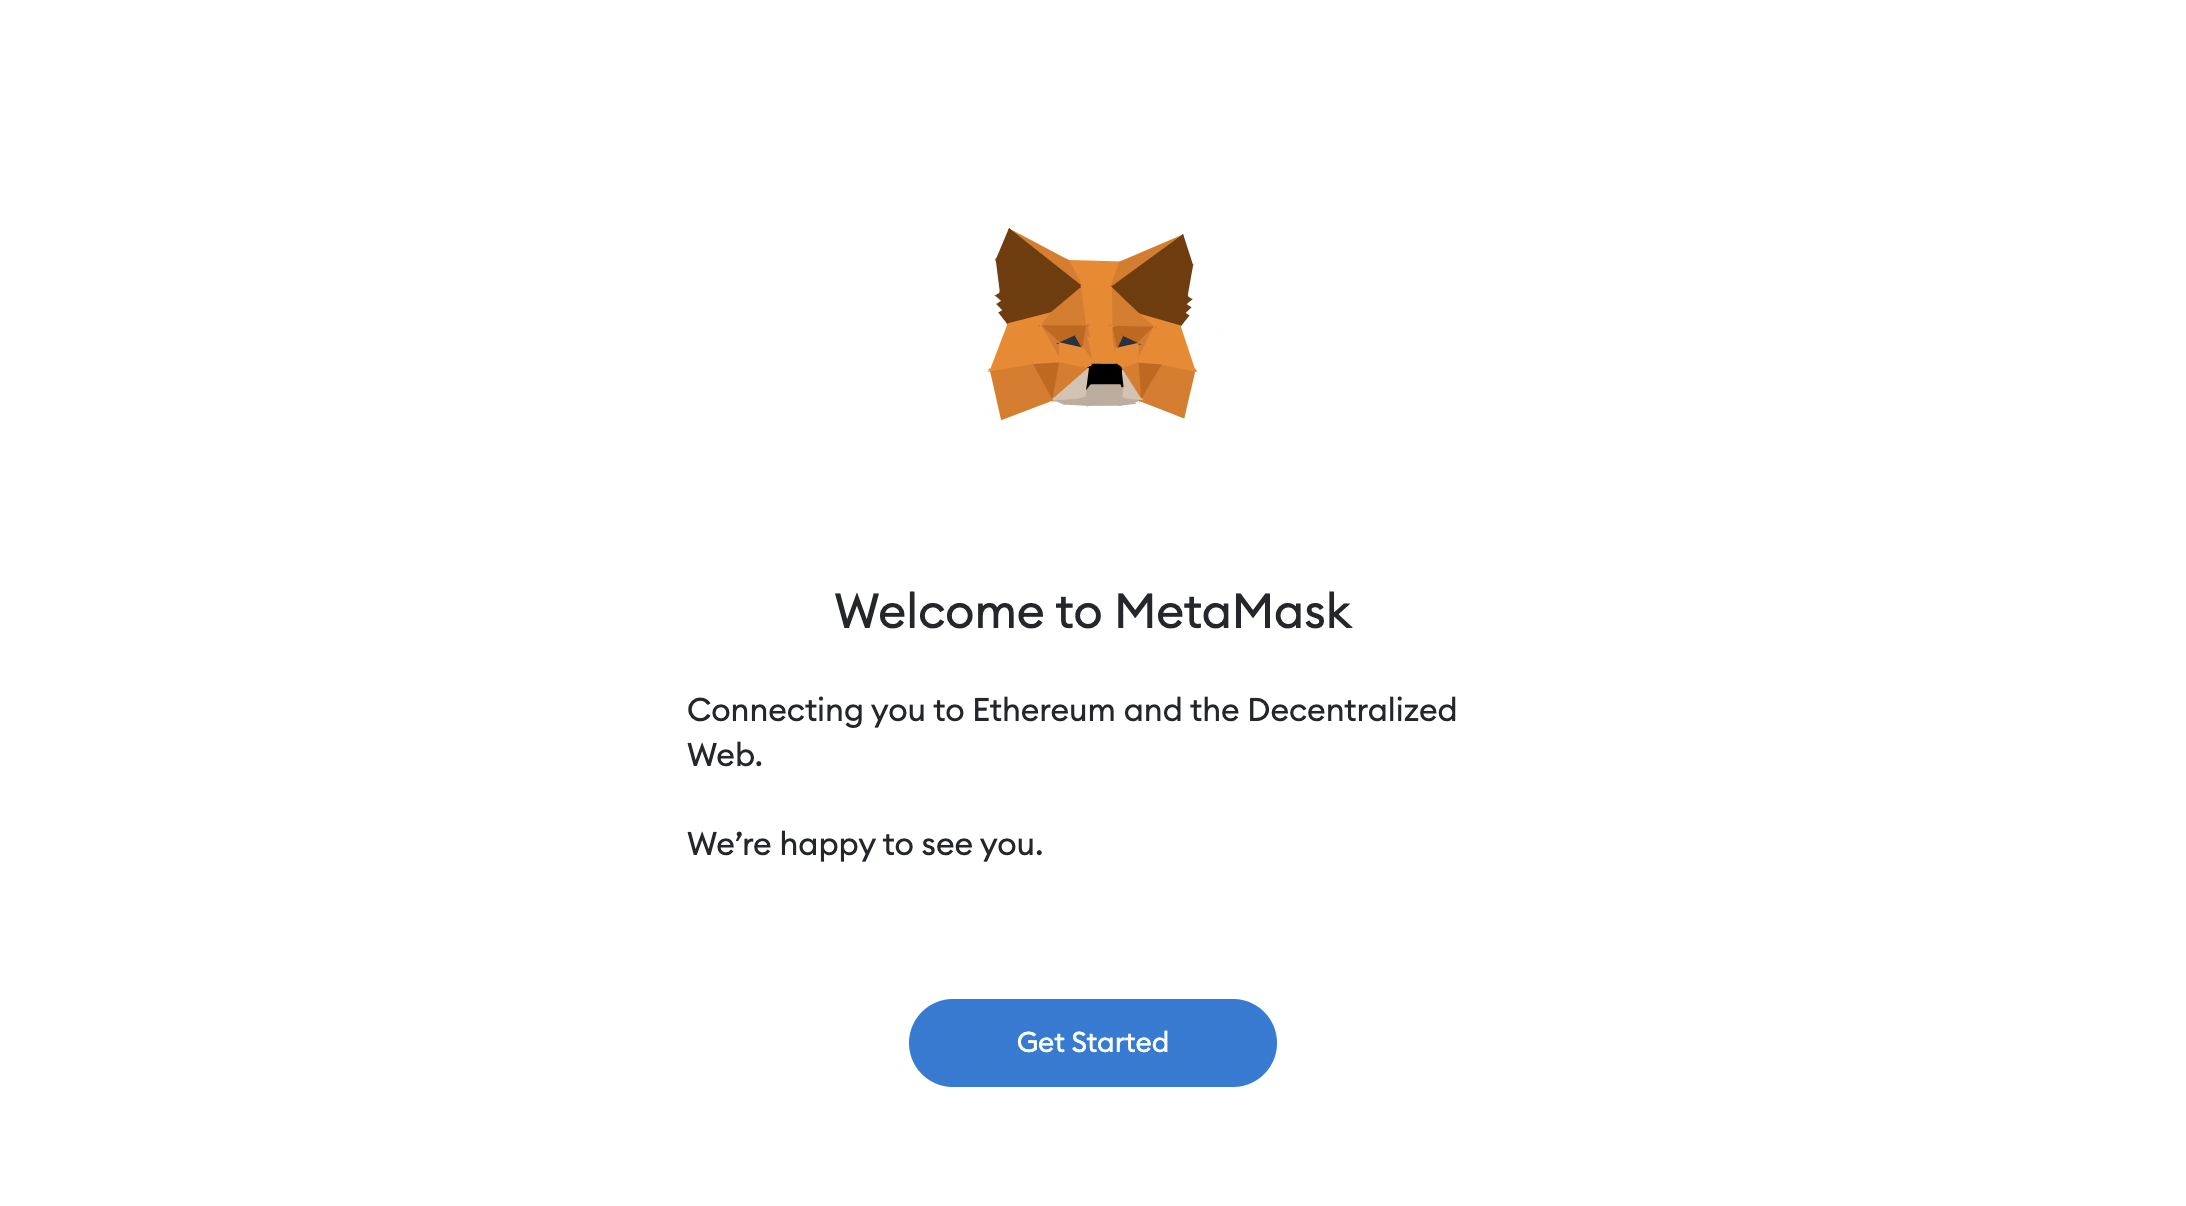 Welcome to MetaMask
Connecting you to Ethereum and the Decentralized
Web.
We’re happy to see you.
Get Started